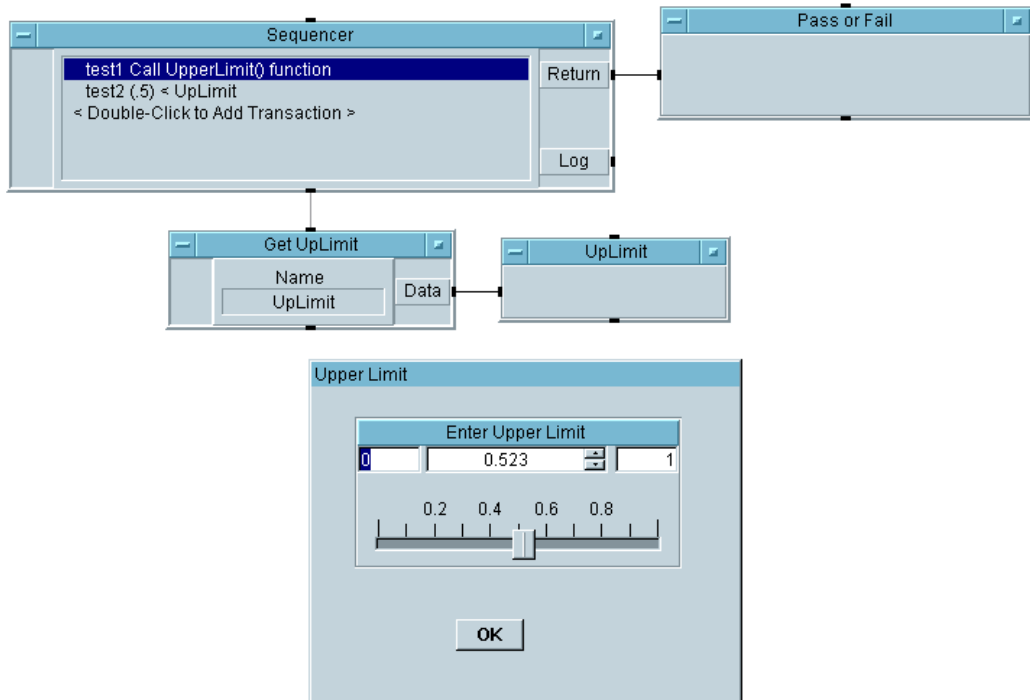 Sequencer
test1 Call UpperLimit() function
test2 (.5) < UpLimit
< Double-Click to Add Transaction >
Return
Log
Pass or Fail
Get UpLimit
Name
UpLimit
Data
UpLimit
Upper Limit
Enter Upper Limit
0 0.523 1
0.2 0.4 0.6 0.8
OK